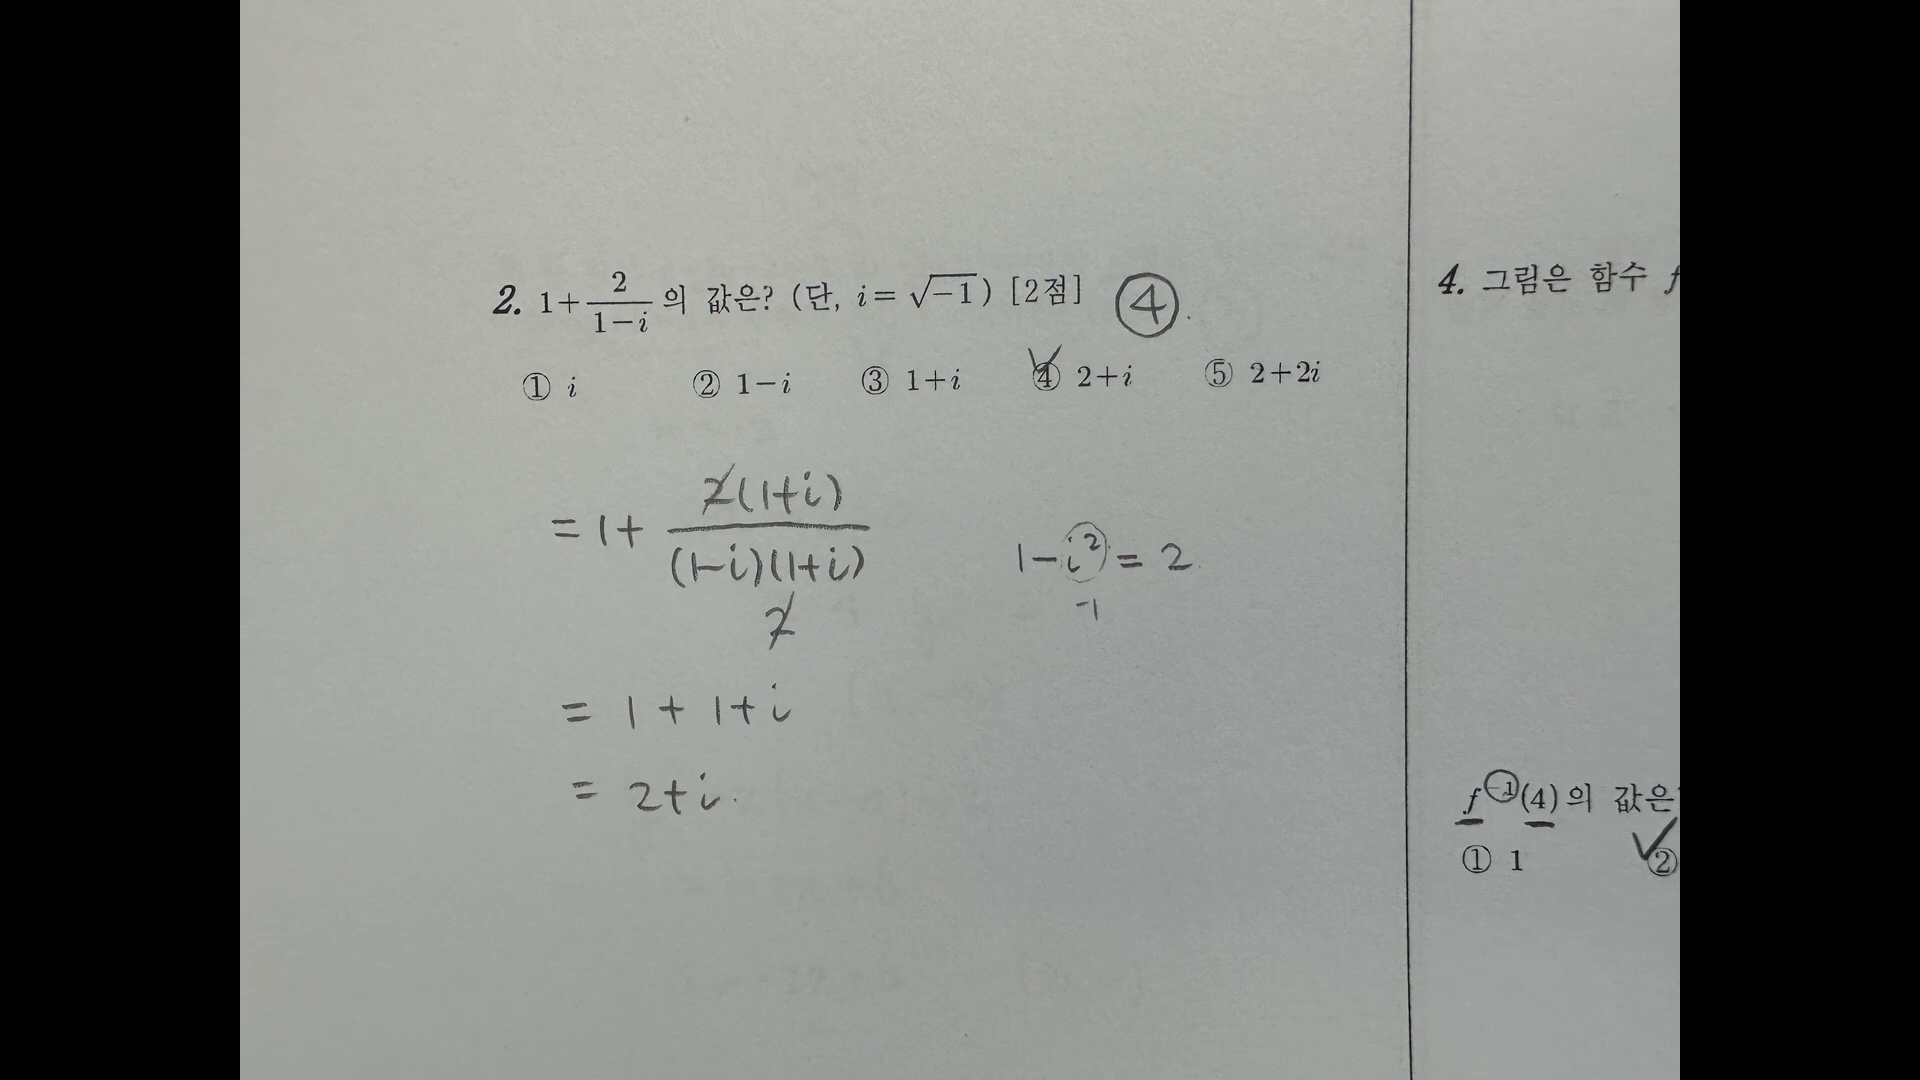 2. 1+2/(1-i) 의 값은? (단, i=√-1) [2점] ④.
① i ② 1-i ③ 1+i ④ 2+i ⑤ 2+2i
= 1+ 2(1+i)/(1-i)(1+i)
2
1-i² = 2
-1
= 1 + 1+i
= 2+i.
4. 그림은 함수 f
f⁻¹(4)의 값은
① 1 ②